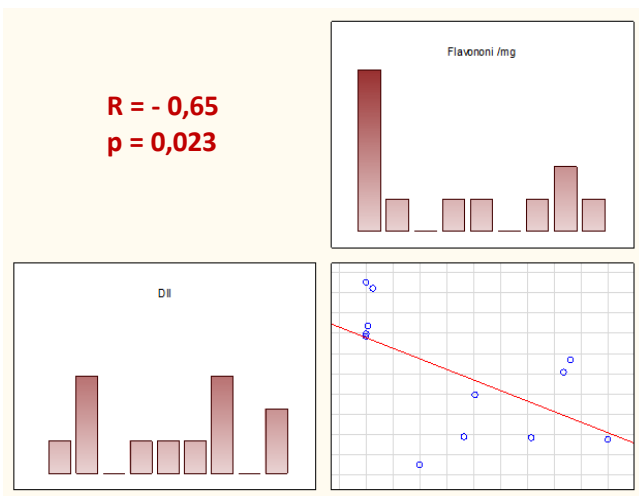 R = - 0,65
p = 0,023
Flavononi /mg
DII